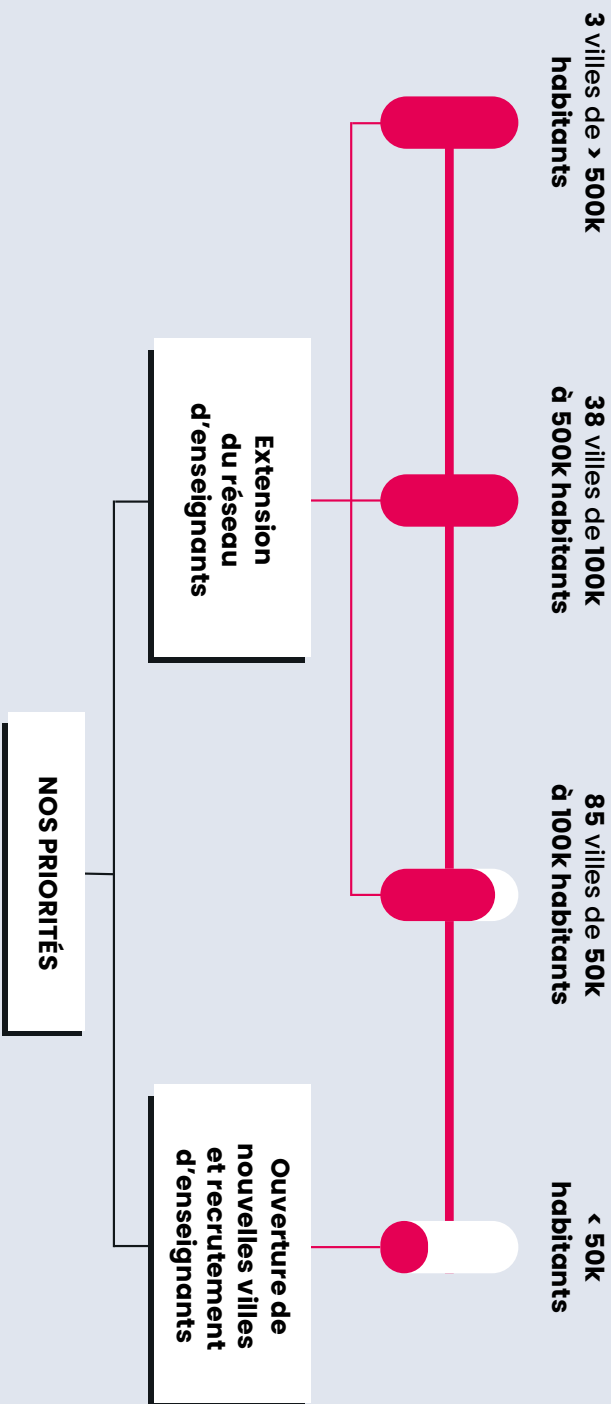 3 villes de > 500k
habitants
38 villes de 100k
à 500k habitants
85 villes de 50k
à 100k habitants
< 50k
habitants
Extension
du réseau
d'enseignants
Ouverture de
nouvelles villes
et recrutement
d'enseignants
NOS PRIORITÉS